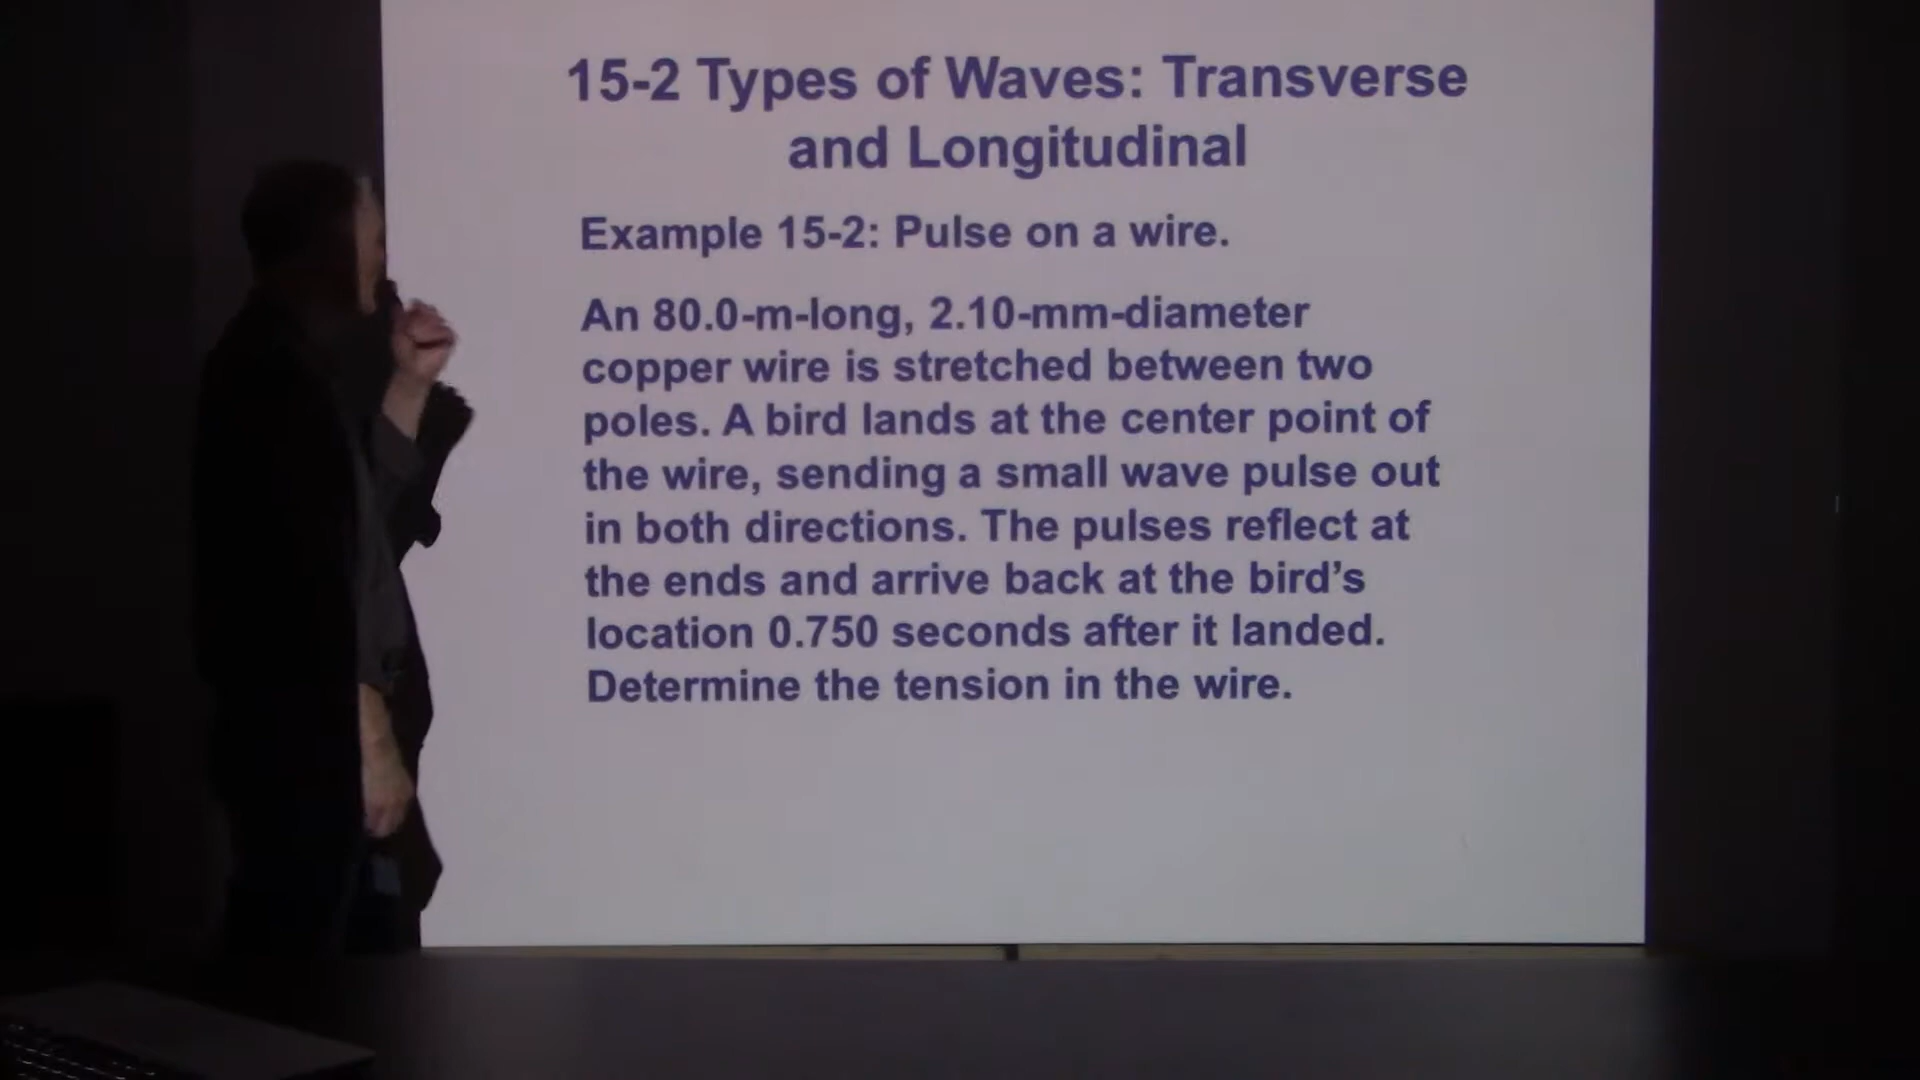 15-2 Types of Waves: Transverse
and Longitudinal
Example 15-2: Pulse on a wire.
An 80.0-m-long, 2.10-mm-diameter
copper wire is stretched between two
poles. A bird lands at the center point of
the wire, sending a small wave pulse out
in both directions. The pulses reflect at
the ends and arrive back at the bird’s
location 0.750 seconds after it landed.
Determine the tension in the wire.